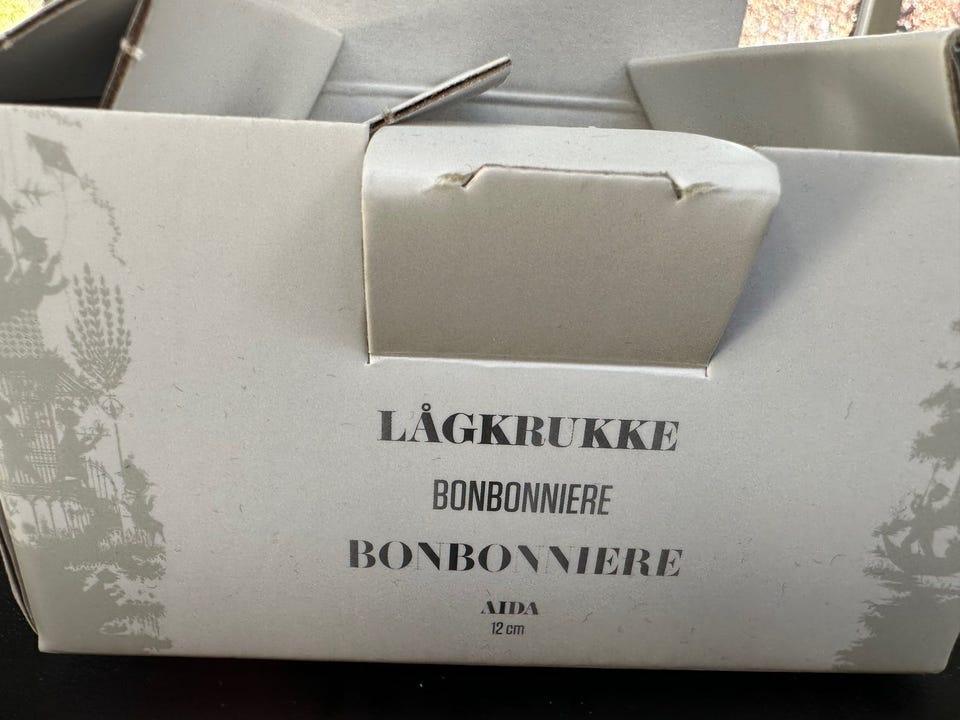 LÅGKRUKKE
BONBONNIERE
BONBONNIERE
AIDA
12 cm